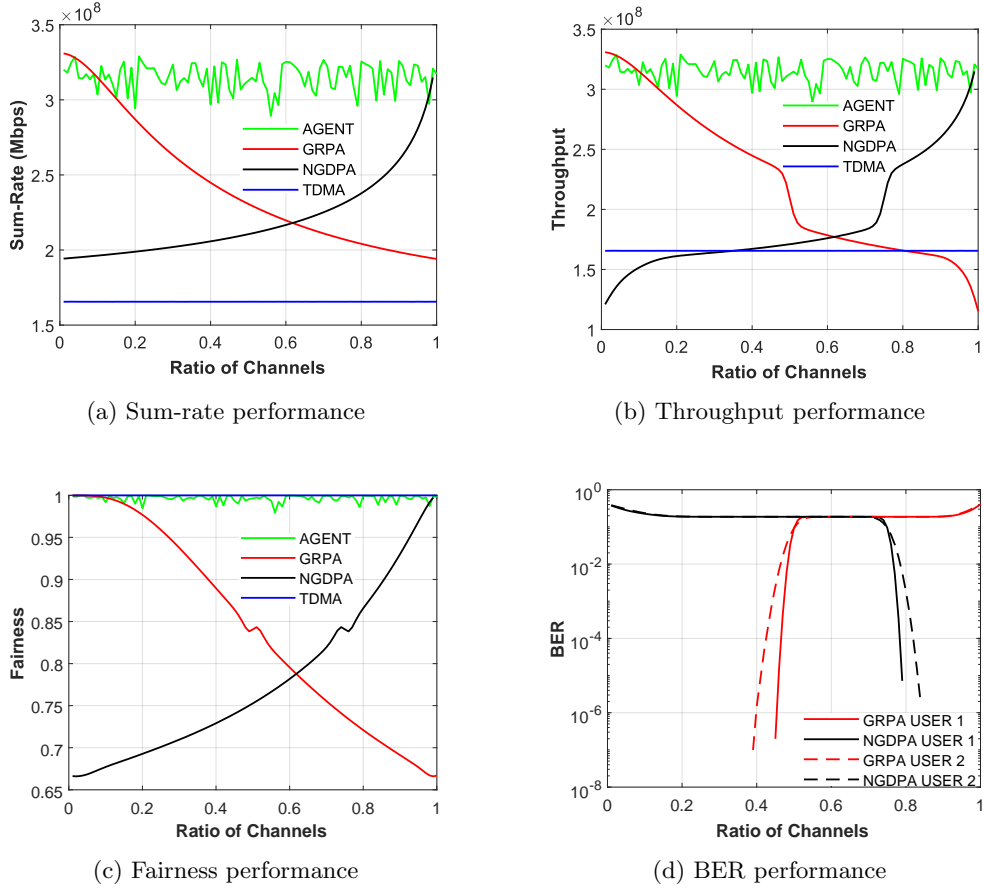 ×10^8
3.5
3
2.5
2
1.5
Sum-Rate (Mbps)
AGENT
GRPA
NGDPA
TDMA
0 0.2 0.4 0.6 0.8 1
Ratio of Channels
(a) Sum-rate performance
×10^8
3.5
3
2.5
2
1.5
1
Throughput
AGENT
GRPA
NGDPA
TDMA
0 0.2 0.4 0.6 0.8 1
Ratio of Channels
(b) Throughput performance
1
0.95
0.9
0.85
0.8
0.75
0.7
0.65
Fairness
AGENT
GRPA
NGDPA
TDMA
0 0.2 0.4 0.6 0.8 1
Ratio of Channels
(c) Fairness performance
10^0
10^-2
10^-4
10^-6
10^-8
BER
GRPA USER 1
NGDPA USER 1
GRPA USER 2
NGDPA USER 2
0 0.2 0.4 0.6 0.8 1
Ratio of Channels
(d) BER performance